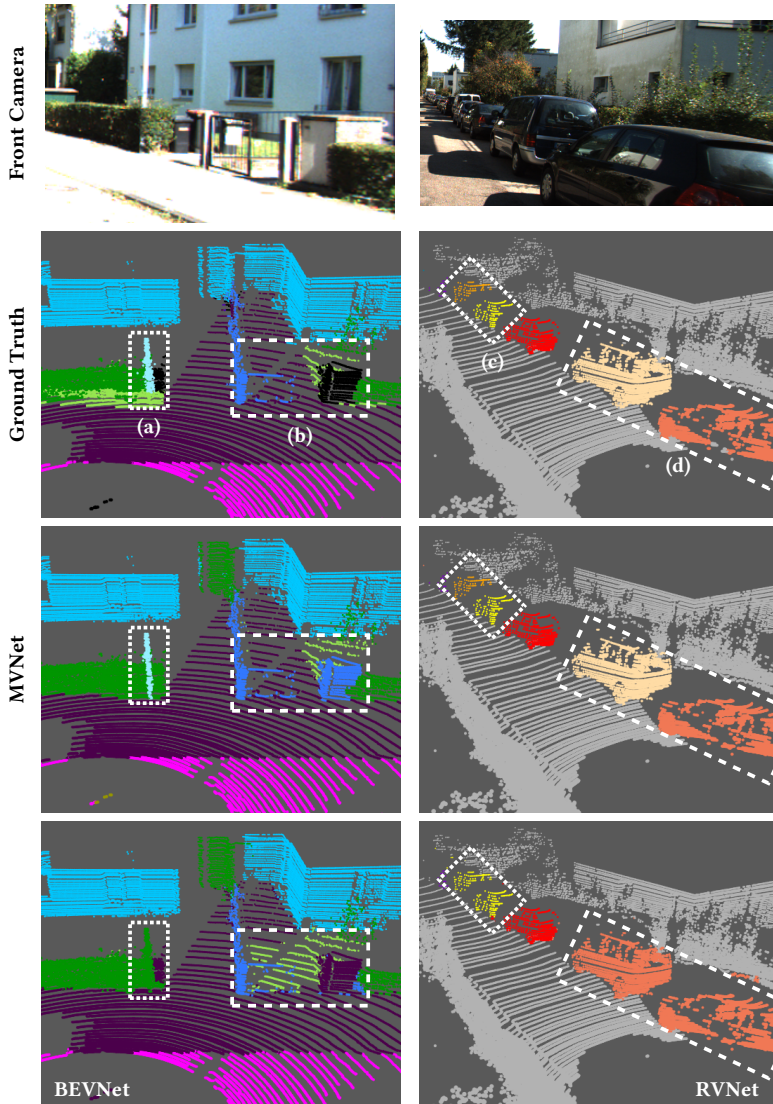 Front Camera
Ground Truth
(a)
(b)
(c)
(d)
MVNet
BEVNet
RVNet